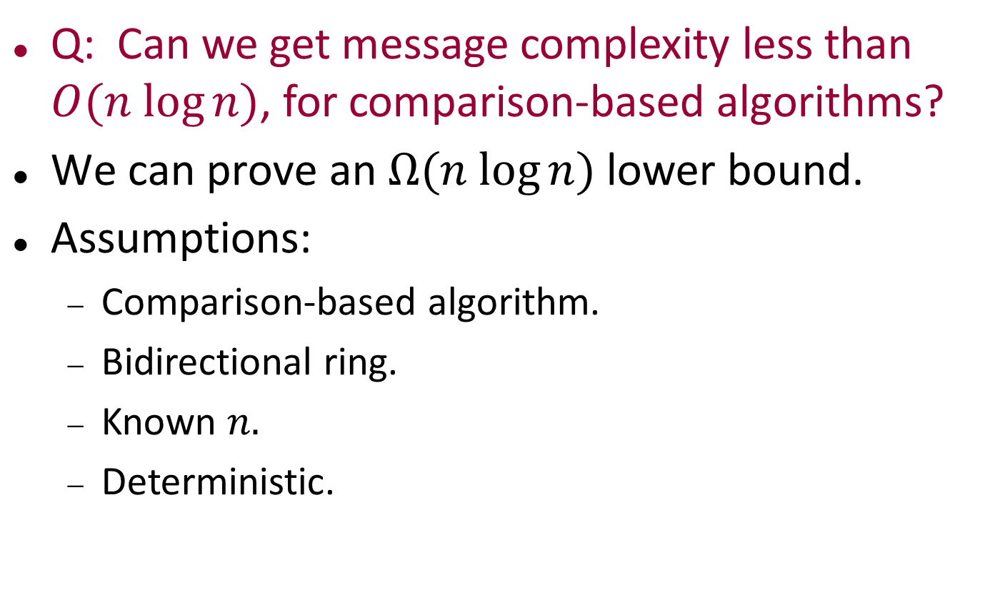 • Q: Can we get message complexity less than
O(n log n), for comparison-based algorithms?
• We can prove an Ω(n log n) lower bound.
• Assumptions:
– Comparison-based algorithm.
– Bidirectional ring.
– Known n.
– Deterministic.